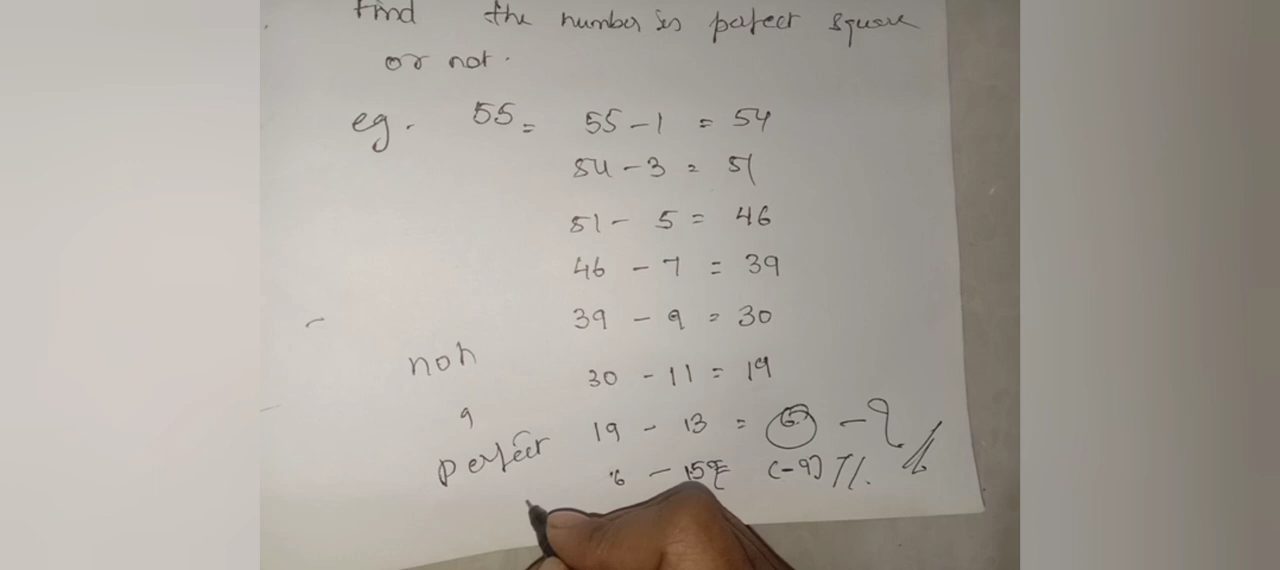 Find the number is perfect square
or not.
eg. 55 = 55 - 1 = 54
54 - 3 = 51
51 - 5 = 46
46 - 7 = 39
39 - 9 = 30
30 - 11 = 19
19 - 13 = 6 - 9
6 - 15 = (-9)
non
a
perfect